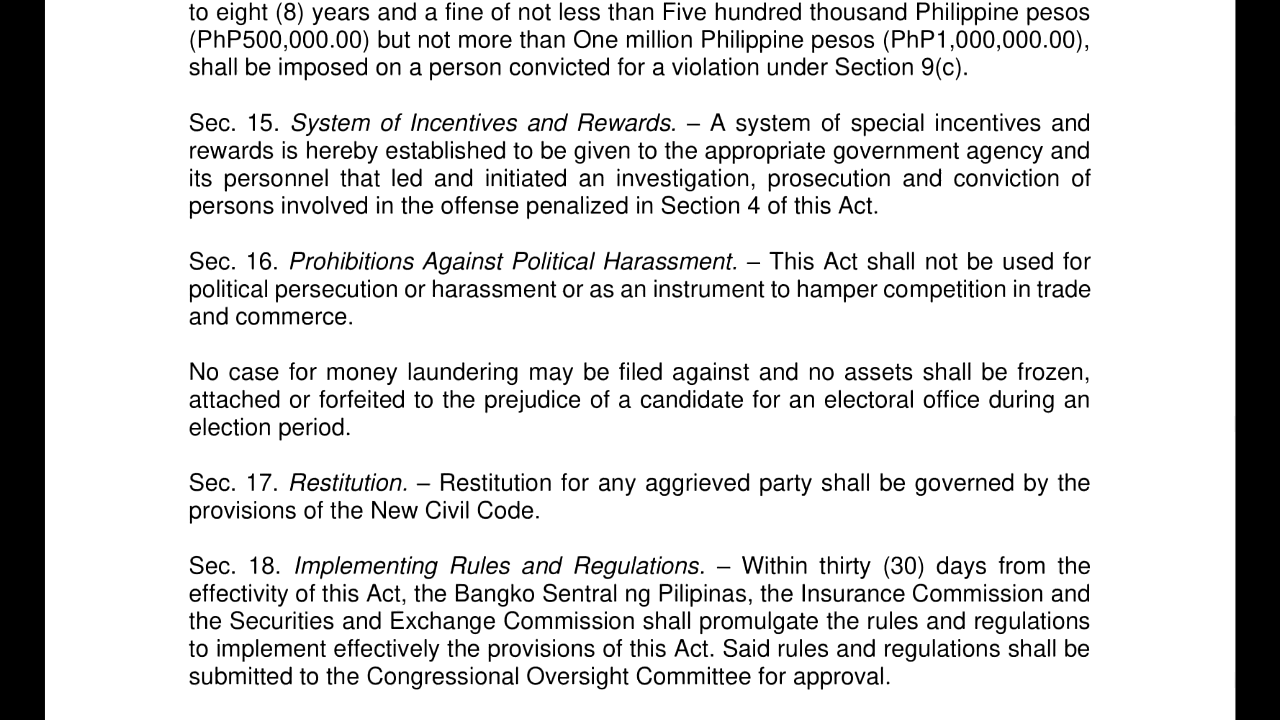 to eight (8) years and a fine of not less than Five hundred thousand Philippine pesos
(PhP500,000.00) but not more than One million Philippine pesos (PhP1,000,000.00),
shall be imposed on a person convicted for a violation under Section 9(c).
Sec. 15. System of Incentives and Rewards. – A system of special incentives and
rewards is hereby established to be given to the appropriate government agency and
its personnel that led and initiated an investigation, prosecution and conviction of
persons involved in the offense penalized in Section 4 of this Act.
Sec. 16. Prohibitions Against Political Harassment. – This Act shall not be used for
political persecution or harassment or as an instrument to hamper competition in trade
and commerce.
No case for money laundering may be filed against and no assets shall be frozen,
attached or forfeited to the prejudice of a candidate for an electoral office during an
election period.
Sec. 17. Restitution. – Restitution for any aggrieved party shall be governed by the
provisions of the New Civil Code.
Sec. 18. Implementing Rules and Regulations. – Within thirty (30) days from the
effectivity of this Act, the Bangko Sentral ng Pilipinas, the Insurance Commission and
the Securities and Exchange Commission shall promulgate the rules and regulations
to implement effectively the provisions of this Act. Said rules and regulations shall be
submitted to the Congressional Oversight Committee for approval.